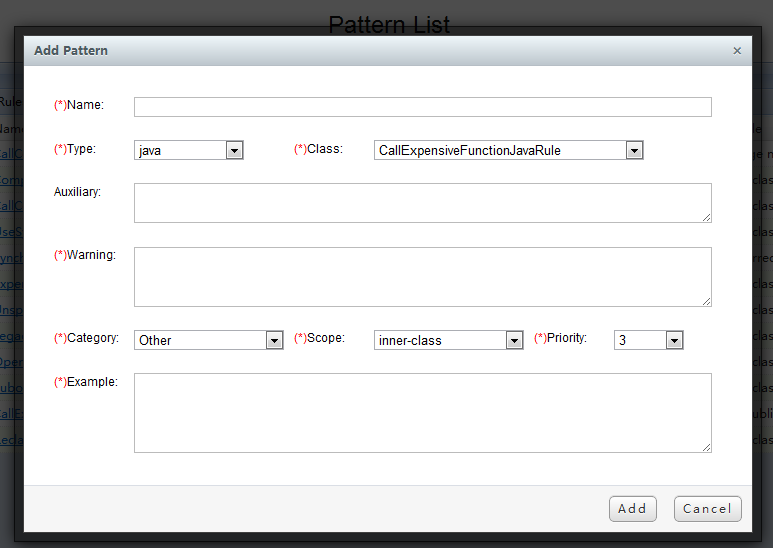 Pattern List
Add Pattern ×
(*)Name:
(*)Type: java (*)Class: CallExpensiveFunctionJavaRule
Auxiliary:
(*)Warning:
(*)Category: Other (*)Scope: inner-class (*)Priority: 3
(*)Example:
Add Cancel